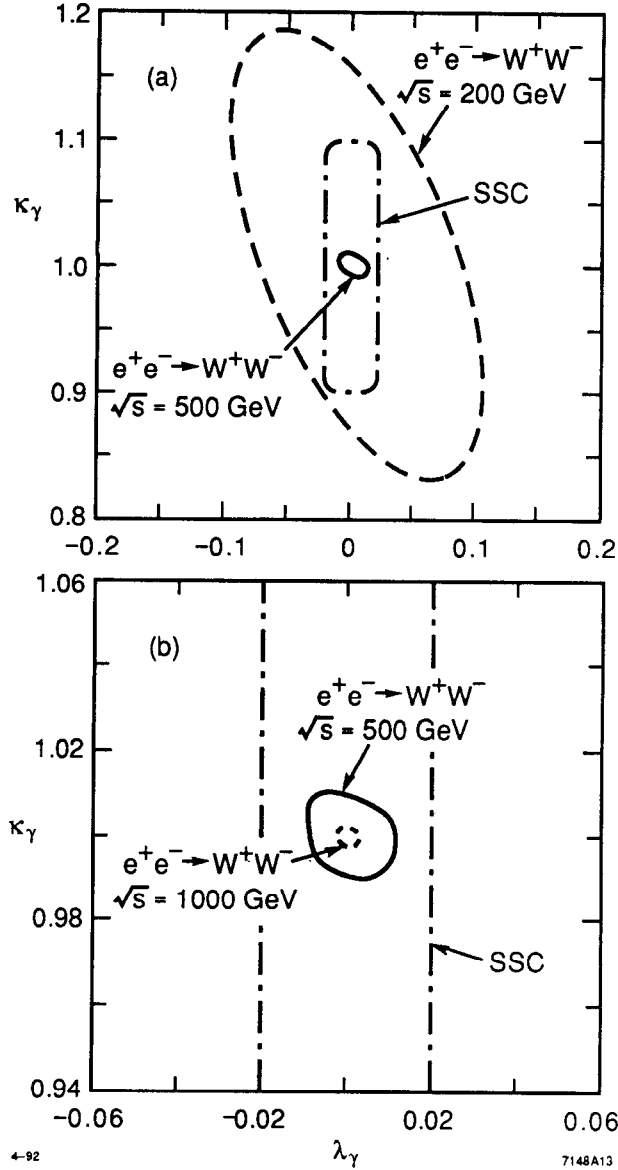 1.2
(a)
e⁺e⁻→W⁺W⁻
√s = 200 GeV
1.1
SSC
κγ
1.0
e⁺e⁻→W⁺W⁻
√s = 500 GeV
0.9
0.8
−0.2 −0.1 0 0.1 0.2
1.06
(b)
e⁺e⁻→W⁺W⁻
√s = 500 GeV
1.02
κγ
e⁺e⁻→W⁺W⁻
√s = 1000 GeV
0.98
SSC
0.94
−0.06 −0.02 0.02 0.06
4–92 λγ 7148A13